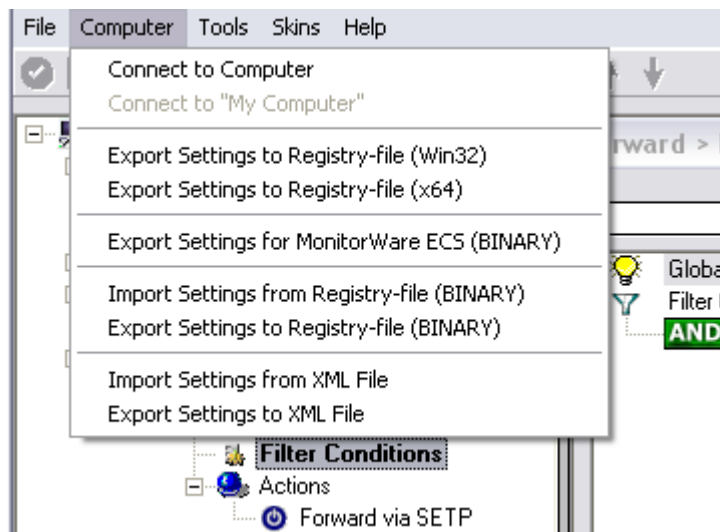 File Computer Tools Skins Help
Connect to Computer
Connect to "My Computer"
Export Settings to Registry-file (Win32)
Export Settings to Registry-file (x64)
Export Settings for MonitorWare ECS (BINARY)
Import Settings from Registry-file (BINARY)
Export Settings to Registry-file (BINARY)
Import Settings from XML File
Export Settings to XML File
rward >
Globa
Filter
AND
Filter Conditions
Actions
Forward via SETP